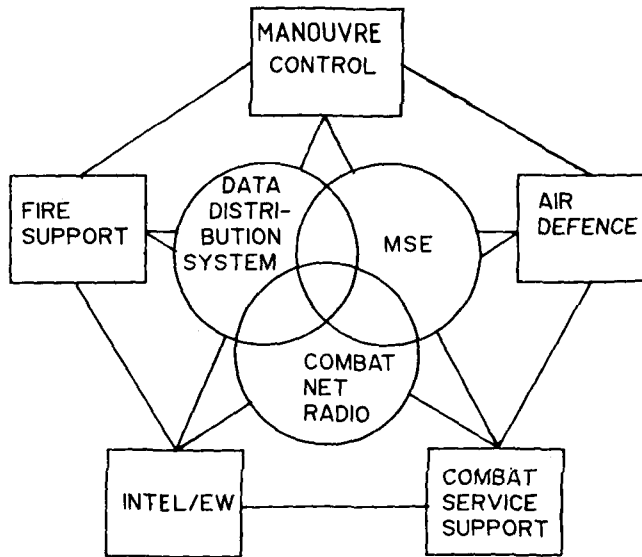 MANOUVRE
CONTROL
FIRE
SUPPORT
DATA
DISTRI-
BUTION
SYSTEM
MSE
AIR
DEFENCE
COMBAT
NET
RADIO
INTEL/EW
COMBAT
SERVICE
SUPPORT